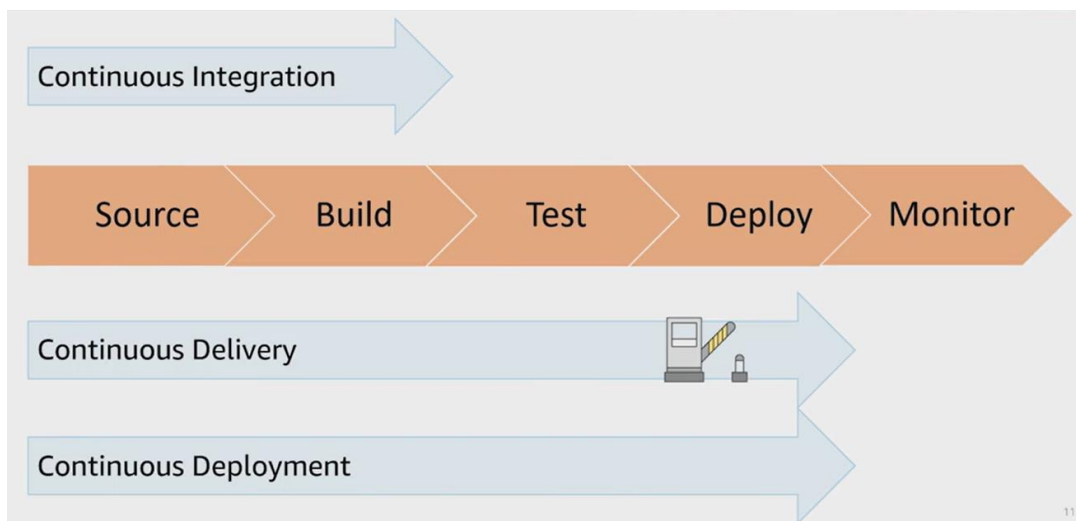 Continuous Integration
Source Build Test Deploy Monitor
Continuous Delivery
Continuous Deployment
11